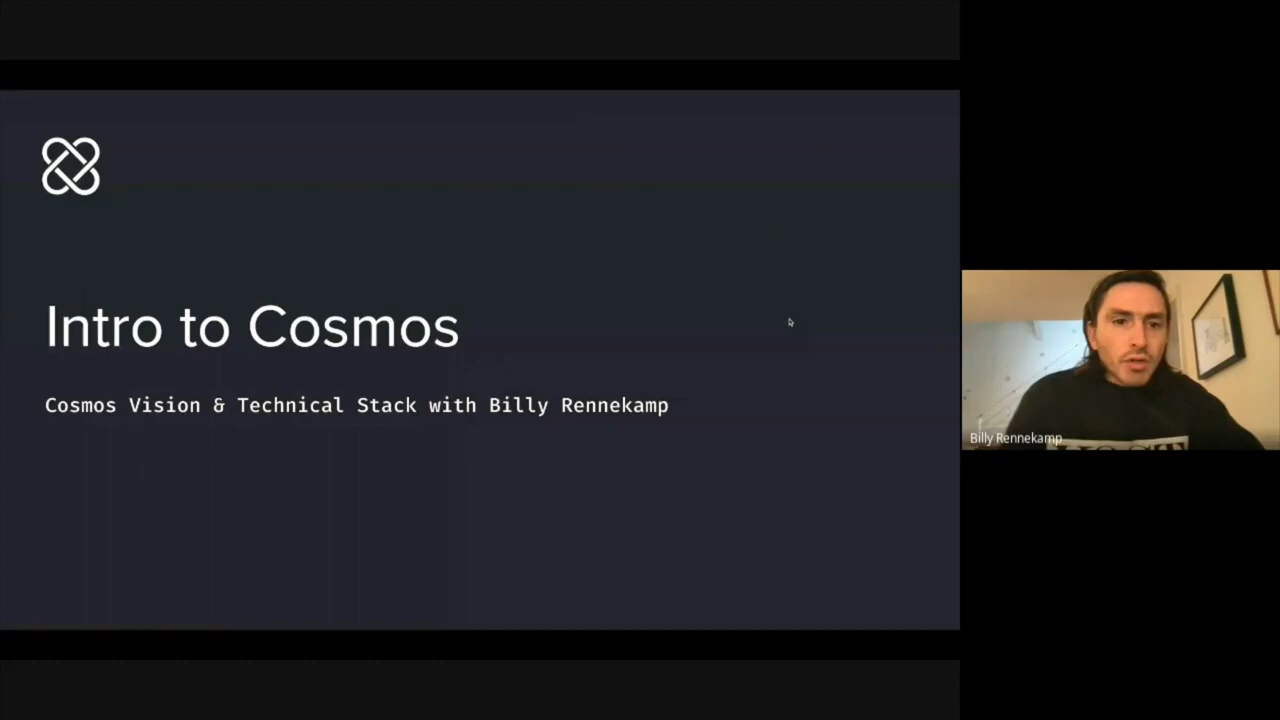 Intro to Cosmos
Cosmos Vision & Technical Stack with Billy Rennekamp
Billy Rennekamp